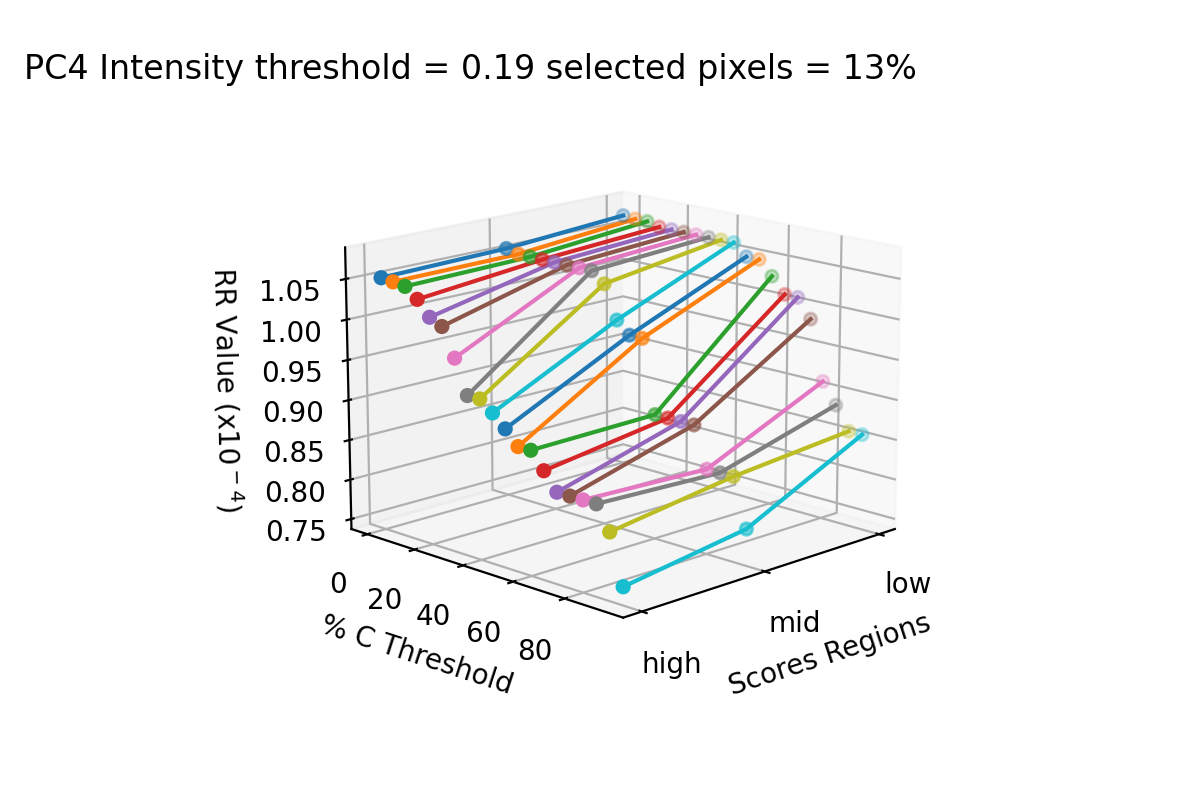 PC4 Intensity threshold = 0.19 selected pixels = 13%
RR Value (x10⁻⁴)
1.05
1.00
0.95
0.90
0.85
0.80
0.75
0
20
40
60
80
% C Threshold
high
mid
low
Scores Regions